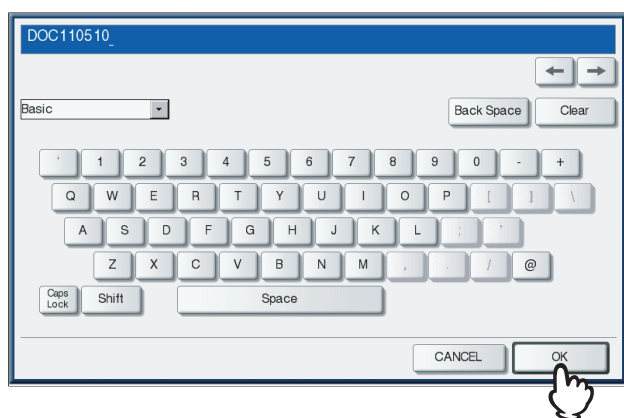 DOC110510_
← →
Basic Back Space Clear
' 1 2 3 4 5 6 7 8 9 0 - +
Q W E R T Y U I O P [ ] \
A S D F G H J K L ; '
Z X C V B N M , . / @
Caps Lock Shift Space
CANCEL OK